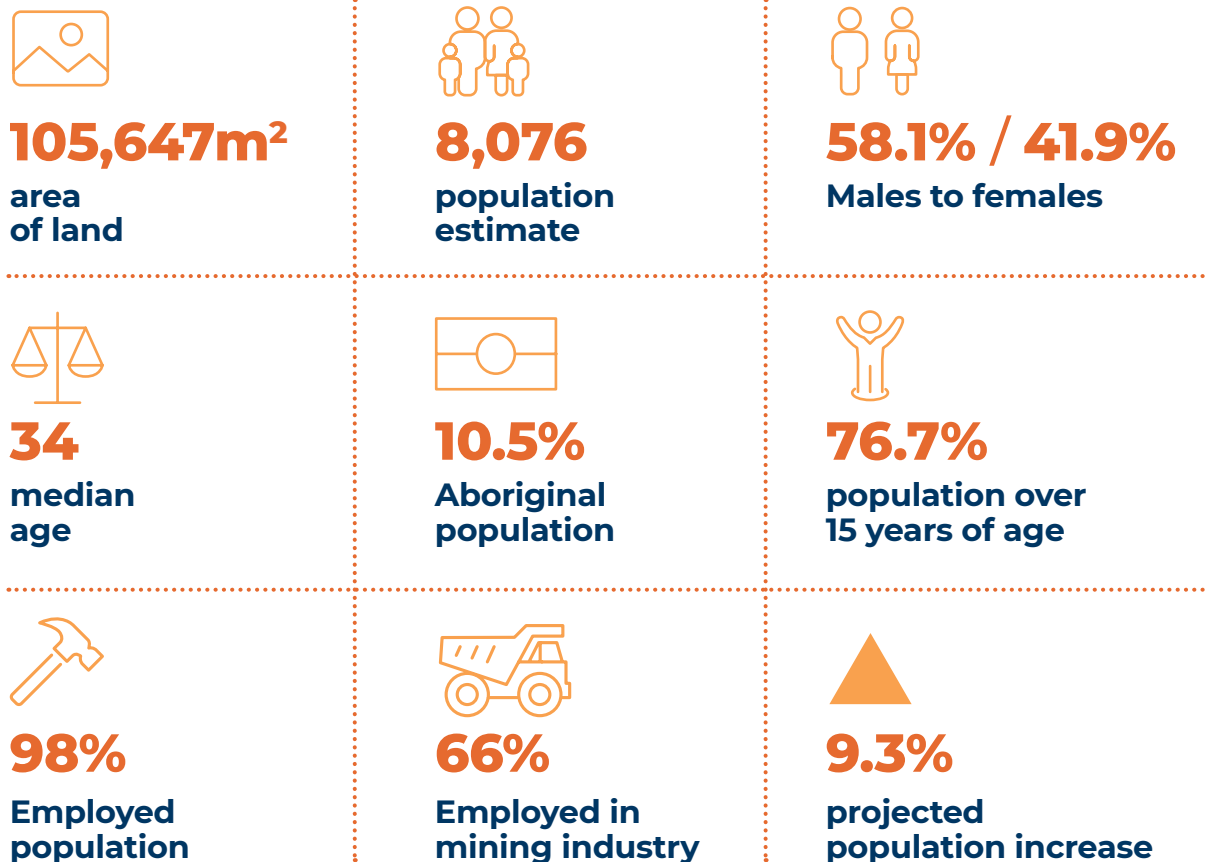 105,647m²
area
of land
8,076
population
estimate
58.1% / 41.9%
Males to females
34
median
age
10.5%
Aboriginal
population
76.7%
population over
15 years of age
98%
Employed
population
66%
Employed in
mining industry
9.3%
projected
population increase